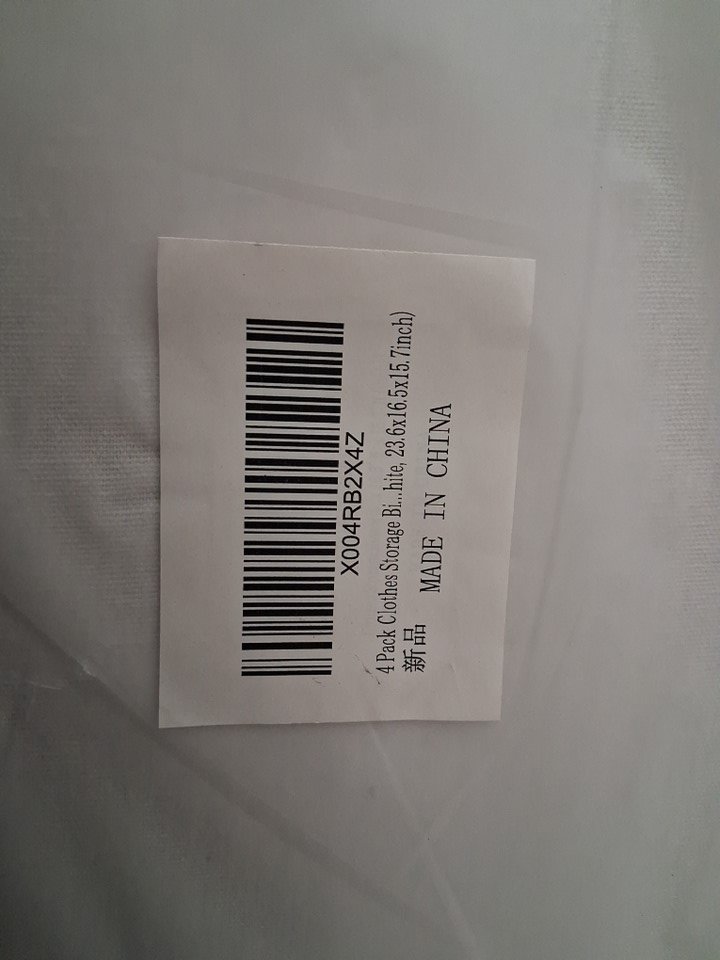 X004RB2X4Z
4 Pack Clothes Storage Bi...hite, 23.6x16.5x15.7inch)
新品 MADE IN CHINA